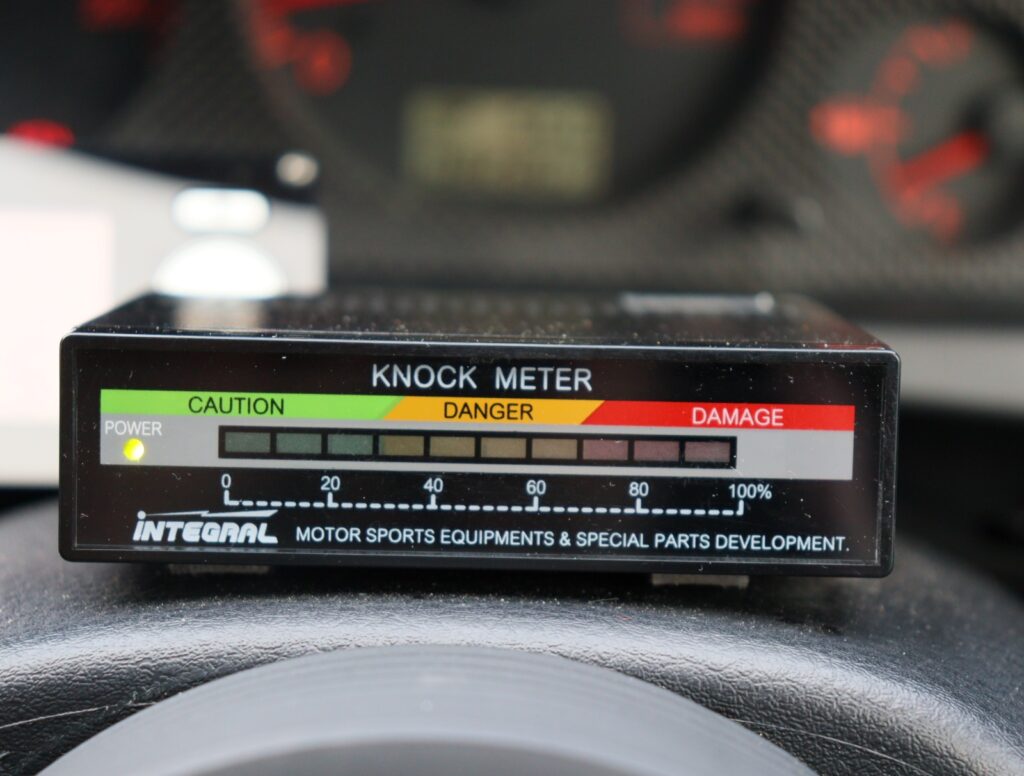 KNOCK METER
CAUTION DANGER DAMAGE
POWER
0 20 40 60 80 100%
INTEGRAL MOTOR SPORTS EQUIPMENTS & SPECIAL PARTS DEVELOPMENT.